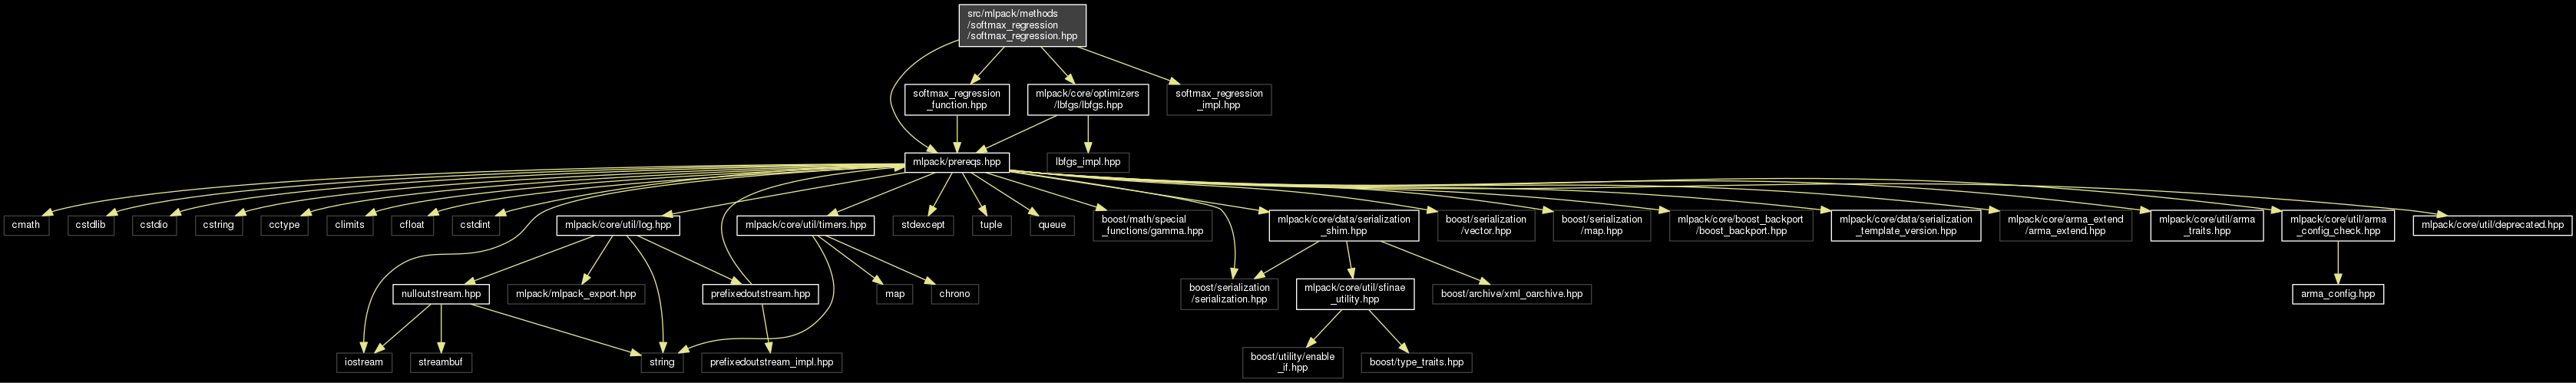 src/mlpack/methods
/softmax_regression
/softmax_regression.hpp
softmax_regression
_function.hpp
mlpack/core/optimizers
/lbfgs/lbfgs.hpp
softmax_regression
_impl.hpp
mlpack/prereqs.hpp
lbfgs_impl.hpp
cmath
cstdlib
cstdio
cstring
cctype
climits
cfloat
cstdint
mlpack/core/util/log.hpp
mlpack/core/util/timers.hpp
stdexcept
tuple
queue
boost/math/special
_functions/gamma.hpp
mlpack/core/data/serialization
_shim.hpp
boost/serialization
/vector.hpp
boost/serialization
/map.hpp
mlpack/core/boost_backport
/boost_backport.hpp
mlpack/core/data/serialization
_template_version.hpp
mlpack/core/arma_extend
/arma_extend.hpp
mlpack/core/util/arma
_traits.hpp
mlpack/core/util/arma
_config_check.hpp
mlpack/core/util/deprecated.hpp
nulloutstream.hpp
mlpack/mlpack_export.hpp
prefixedoutstream.hpp
map
chrono
boost/serialization
/serialization.hpp
mlpack/core/util/sfinae
_utility.hpp
boost/archive/xml_oarchive.hpp
arma_config.hpp
iostream
streambuf
string
prefixedoutstream_impl.hpp
boost/utility/enable
_if.hpp
boost/type_traits.hpp